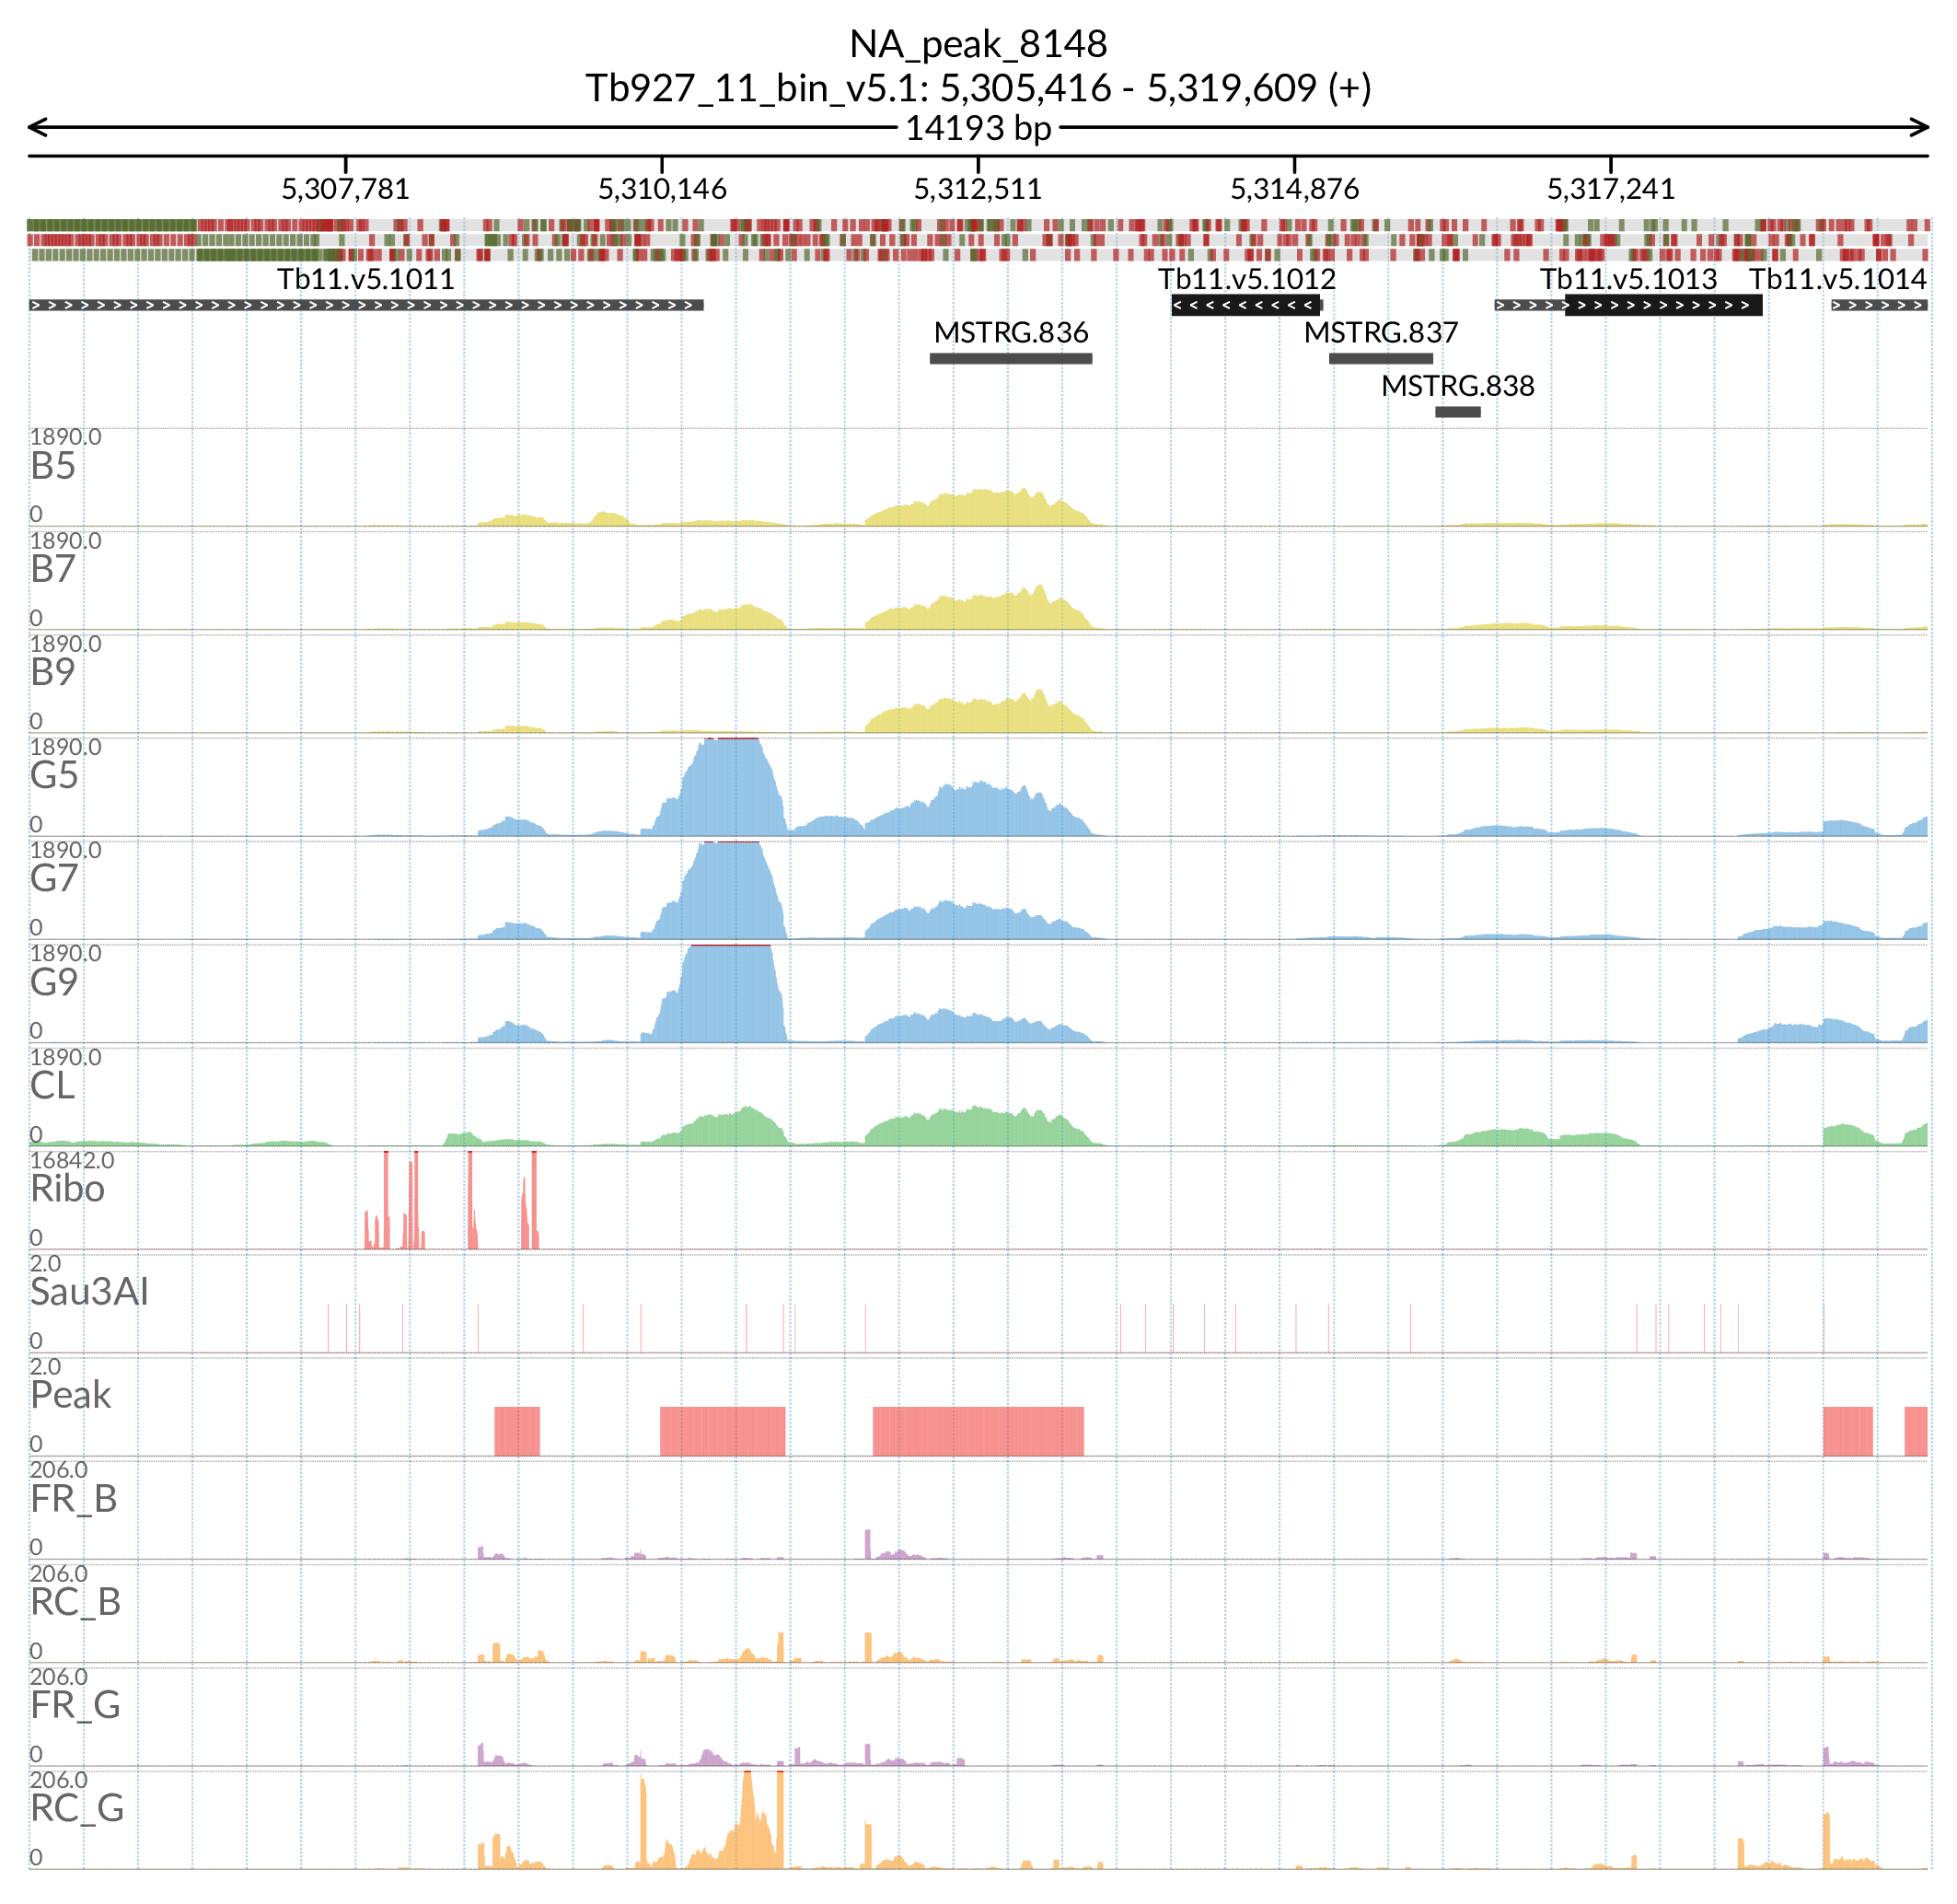 NA_peak_8148
Tb927_11_bin_v5.1: 5,305,416 - 5,319,609 (+)
14193 bp
5,307,781 5,310,146 5,312,511 5,314,876 5,317,241
Tb11.v5.1011 Tb11.v5.1012 Tb11.v5.1013 Tb11.v5.1014
MSTRG.836 MSTRG.837
MSTRG.838
1890.0
B5
0
1890.0
B7
0
1890.0
B9
0
1890.0
G5
0
1890.0
G7
0
1890.0
G9
0
1890.0
CL
0
16842.0
Ribo
0
2.0
Sau3AI
0
2.0
Peak
0
206.0
FR_B
0
206.0
RC_B
0
206.0
FR_G
0
206.0
RC_G
0